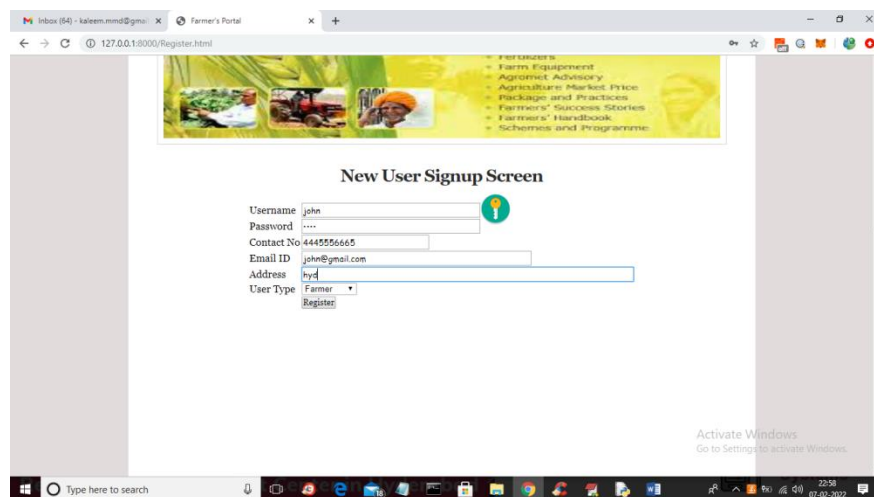 Inbox (64) - kaleem.mmd@gmai
Farmer's Portal
127.0.0.1:8000/Register.html
Fertilizers
Farm Equipment
Agromet Advisory
Agriculture Market Price
Package and Practices
Farmers' Success Stories
Farmers' Handbook
Schemes and Programme
New User Signup Screen
Username john
Password ....
Contact No 4445556665
Email ID john@gmail.com
Address hyd
User Type Farmer
Register
Activate Windows
Go to Settings to activate Windows.
Type here to search
18
22:58
07-02-2022